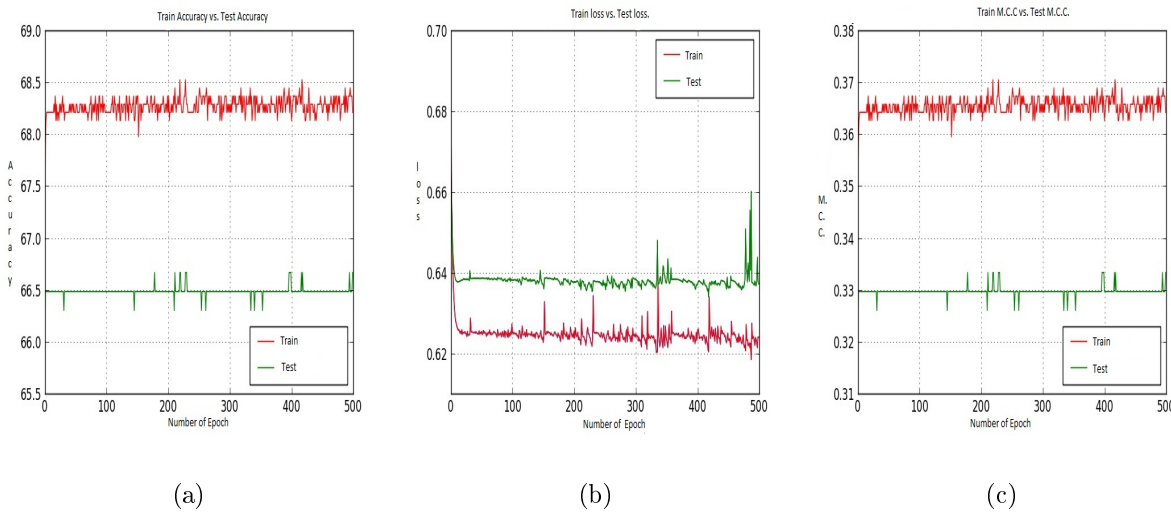 Train Accuracy vs. Test Accuracy
69.0
68.5
68.0
67.5
67.0
66.5
66.0
65.5
Accuracy
Train
Test
0 100 200 300 400 500
Number of Epoch
(a)
Train loss vs. Test loss.
0.70
0.68
0.66
0.64
0.62
loss
Train
Test
0 100 200 300 400 500
Number of Epoch
(b)
Train M.C.C vs. Test M.C.C.
0.38
0.37
0.36
0.35
0.33
0.33
0.32
0.31
M.C.C.
Train
Test
0 100 200 300 400 500
Number of Epoch
(c)